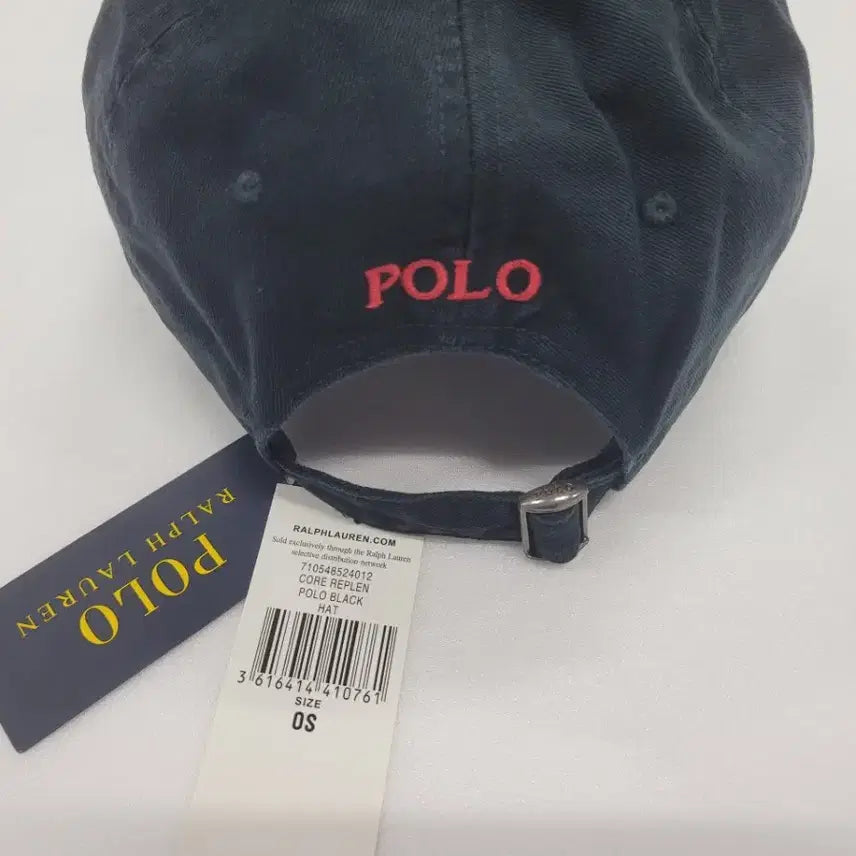 POLO
POLO
RALPH LAUREN
RALPHLAUREN.COM
Sold exclusively through the Ralph Lauren
selective distribution network
710548524012
CORE REPLEN
POLO BLACK
HAT
3 616414 410761
SIZE
OS